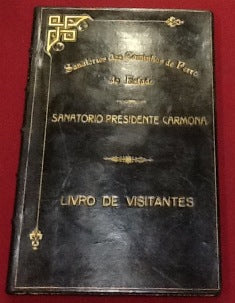 Sanatorios dos Caminhos de Ferro
do Estado
SANATORIO PRESIDENTE CARMONA
LIVRO DE VISITANTES